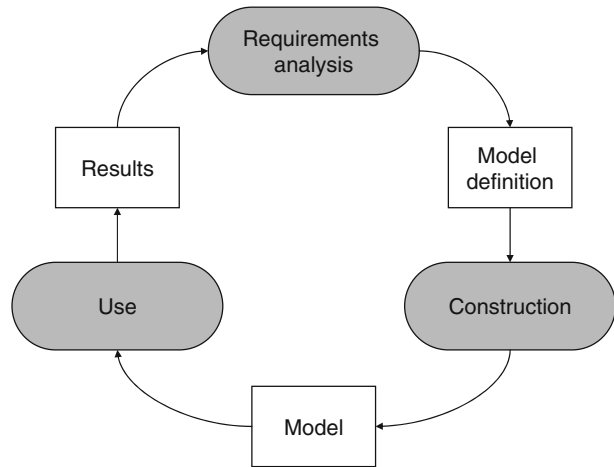 Requirements
analysis
Results
Model
definition
Use
Construction
Model